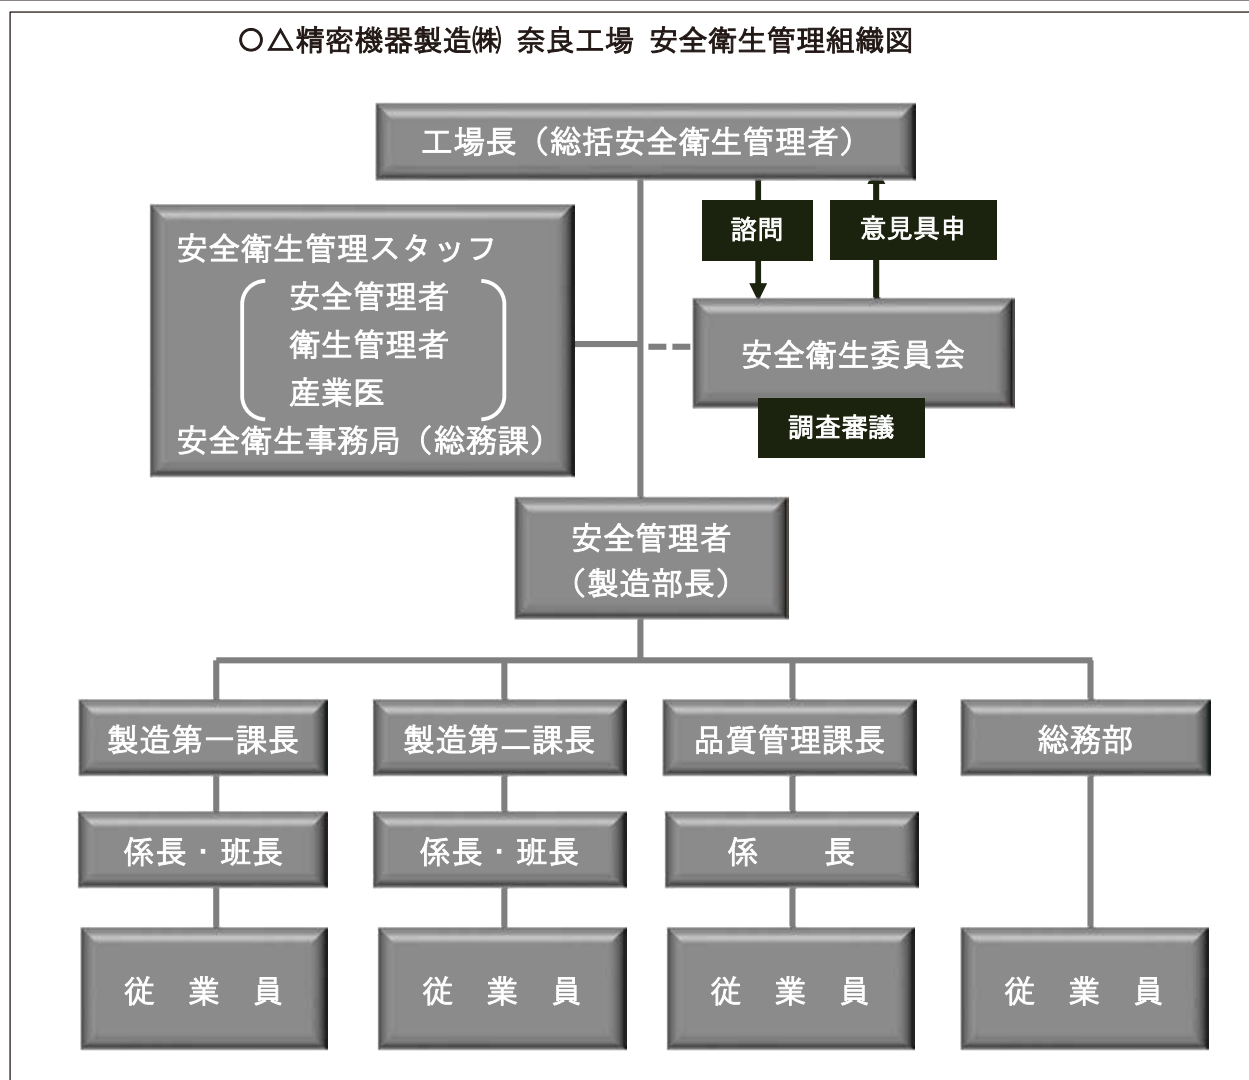 〇△精密機器製造㈱ 奈良工場 安全衛生管理組織図
工場長（総括安全衛生管理者）
諮問
意見具申
安全衛生管理スタッフ
安全管理者
衛生管理者
産業医
安全衛生事務局（総務課）
安全衛生委員会
調査審議
安全管理者
（製造部長）
製造第一課長
製造第二課長
品質管理課長
総務部
係長・班長
係長・班長
係　　長
従　業　員
従　業　員
従　業　員
従　業　員